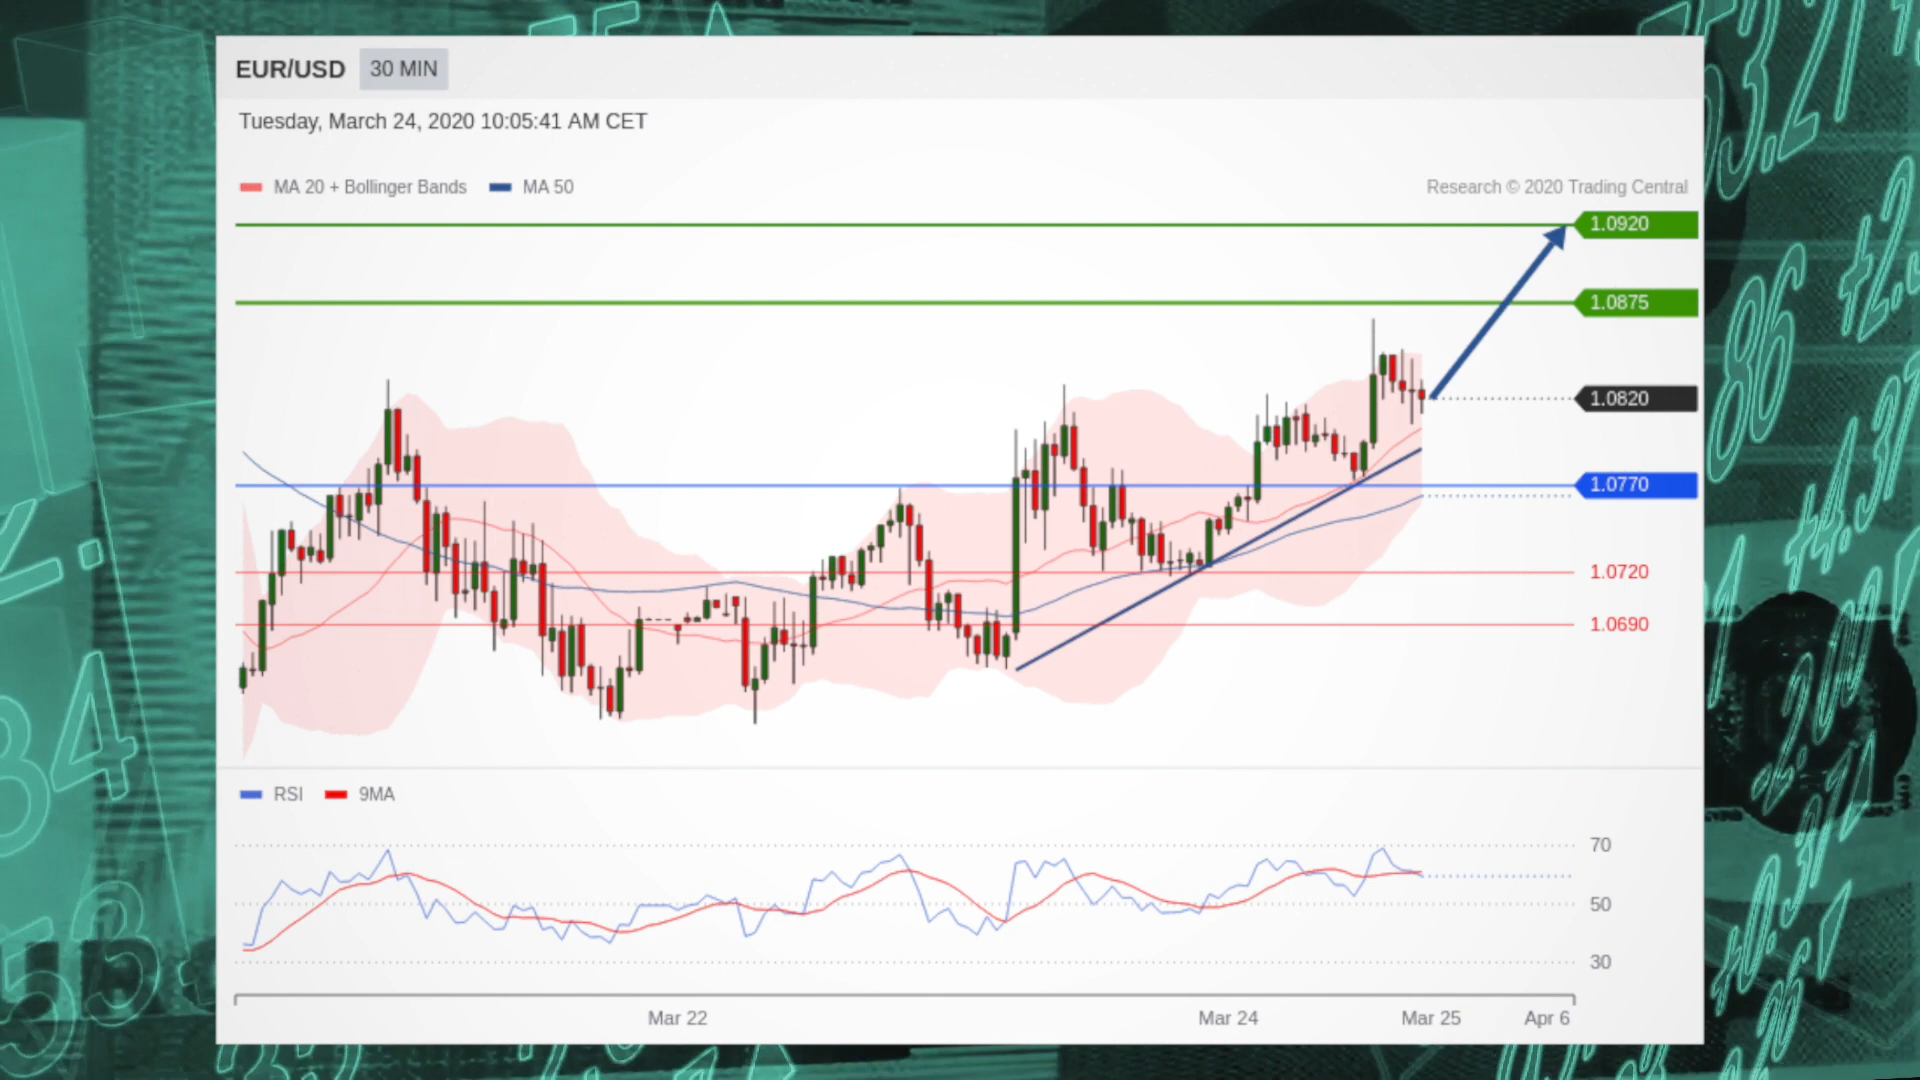 EUR/USD 30 MIN
Tuesday, March 24, 2020 10:05:41 AM CET
MA 20 + Bollinger Bands MA 50
Research © 2020 Trading Central
1.0920
1.0875
1.0820
1.0770
1.0720
1.0690
RSI 9MA
70
50
30
Mar 22 Mar 24 Mar 25 Apr 6